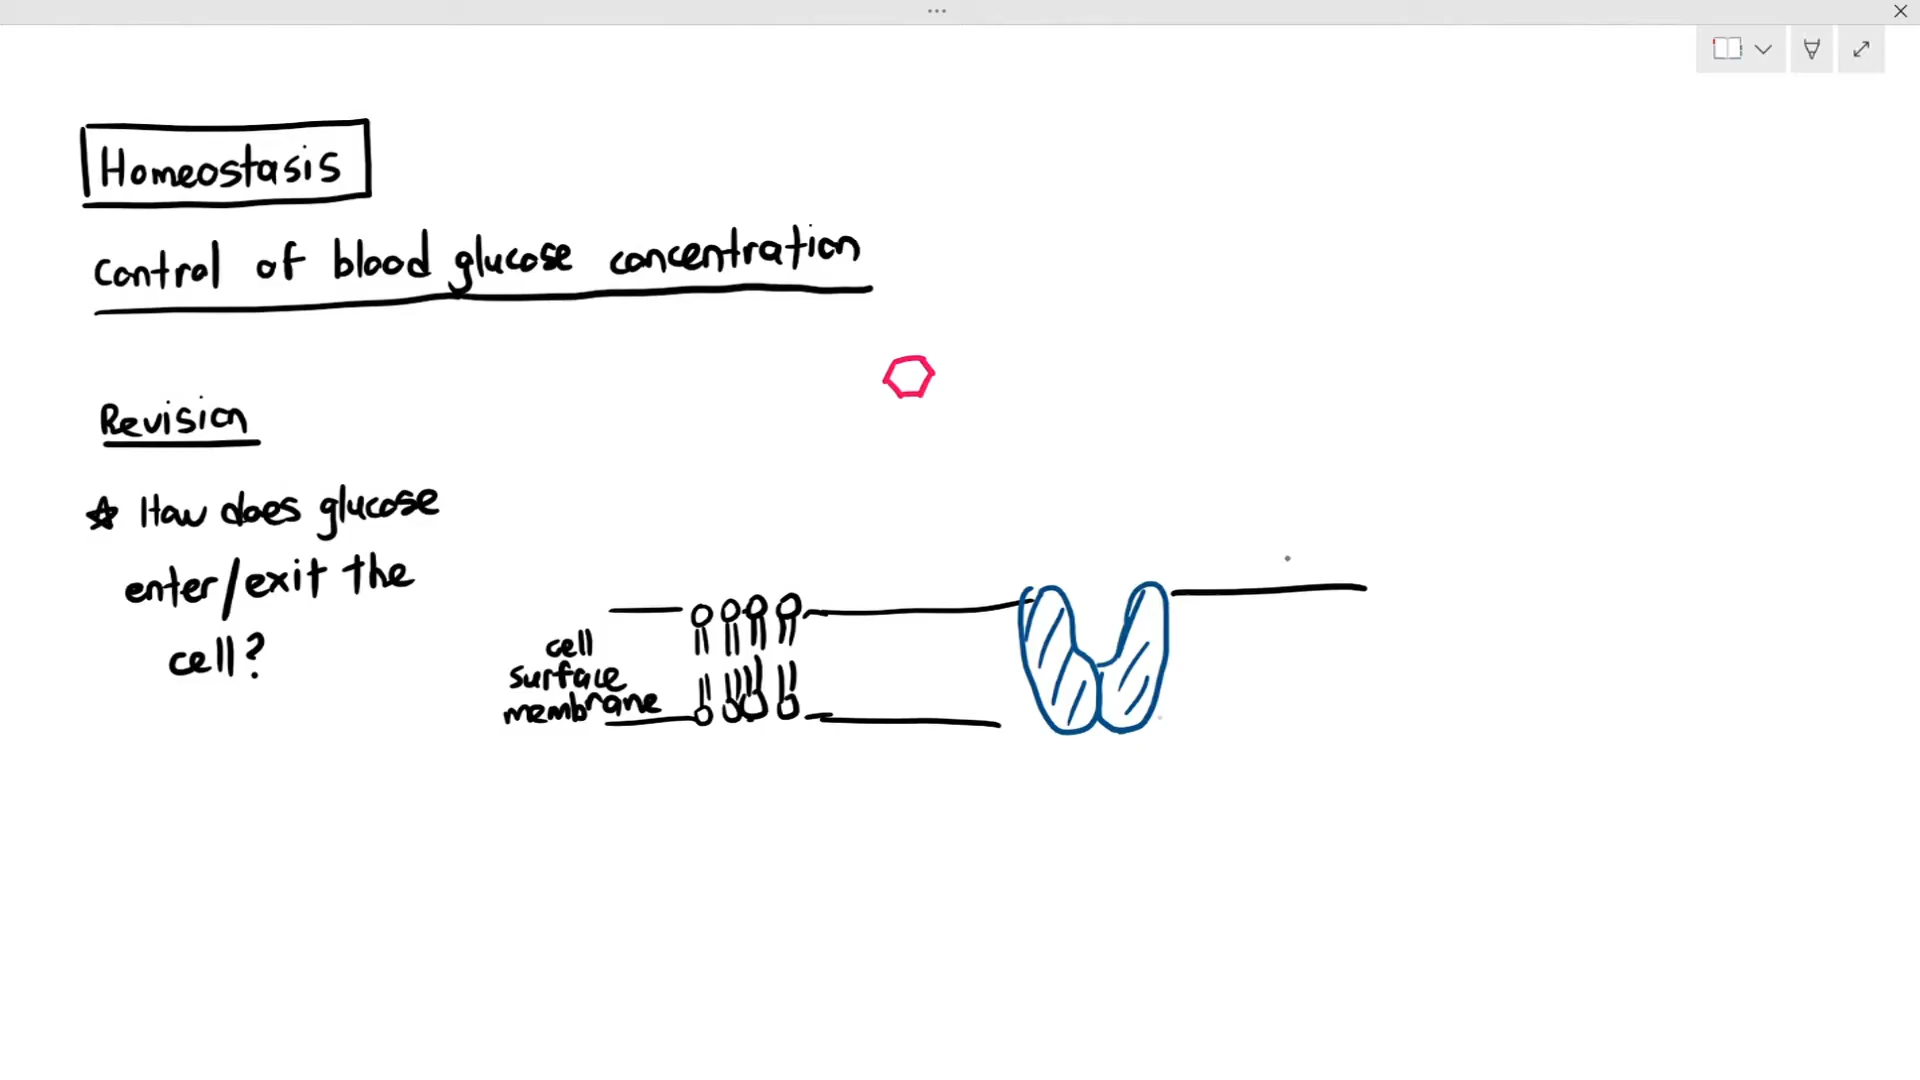 Homeostasis
Control of blood glucose concentration
Revision
☆ How does glucose
enter/exit the
cell?
cell
surface
membrane